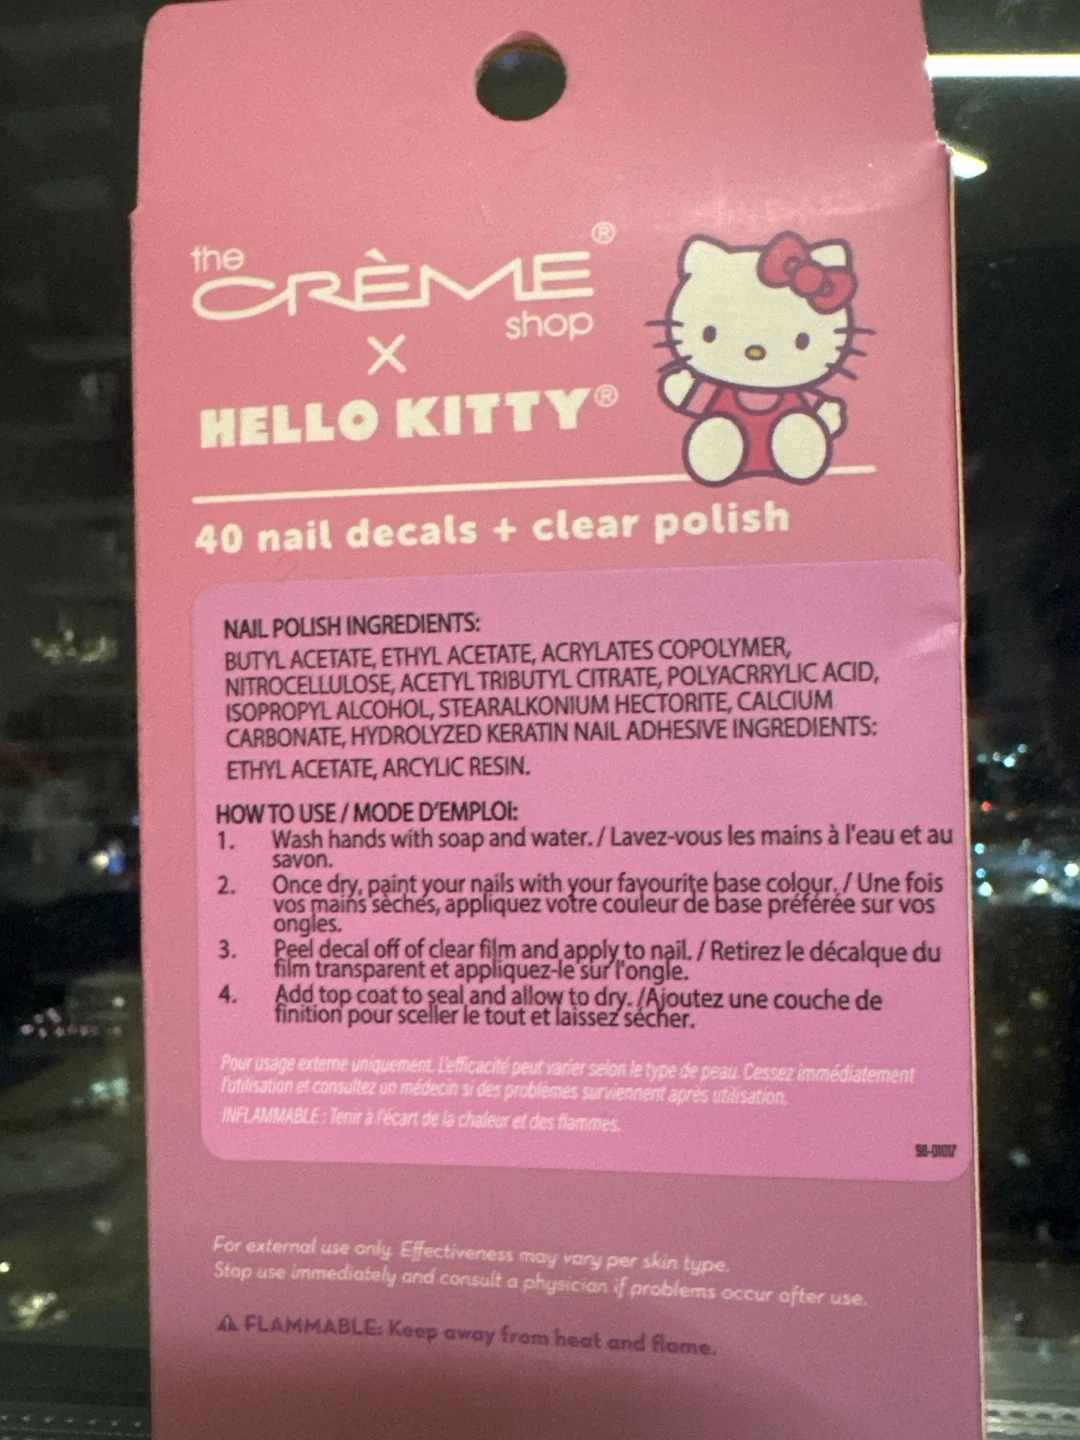 the
CRÈME®
shop
X
HELLO KITTY®
40 nail decals + clear polish
NAIL POLISH INGREDIENTS:
BUTYL ACETATE, ETHYL ACETATE, ACRYLATES COPOLYMER,
NITROCELLULOSE, ACETYL TRIBUTYL CITRATE, POLYACRRYLIC ACID,
ISOPROPYL ALCOHOL, STEARALKONIUM HECTORITE, CALCIUM
CARBONATE, HYDROLYZED KERATIN NAIL ADHESIVE INGREDIENTS:
ETHYL ACETATE, ARCYLIC RESIN.
HOW TO USE / MODE D'EMPLOI:
1. Wash hands with soap and water. / Lavez-vous les mains à l'eau et au
savon.
2. Once dry, paint your nails with your favourite base colour. / Une fois
vos mains sèches, appliquez votre couleur de base préférée sur vos
ongles.
3. Peel decal off of clear film and apply to nail. / Retirez le décalque du
film transparent et appliquez-le sur l'ongle.
4. Add top coat to seal and allow to dry. /Ajoutez une couche de
finition pour sceller le tout et laissez sécher.
Pour usage externe uniquement. L'efficacité peut varier selon le type de peau. Cessez immédiatement
l'utilisation et consultez un médecin si des problèmes surviennent après utilisation.
INFLAMMABLE : Tenir à l'écart de la chaleur et des flammes.
98-01017
For external use only. Effectiveness may vary per skin type.
Stop use immediately and consult a physician if problems occur after use.
⚠ FLAMMABLE: Keep away from heat and flame.